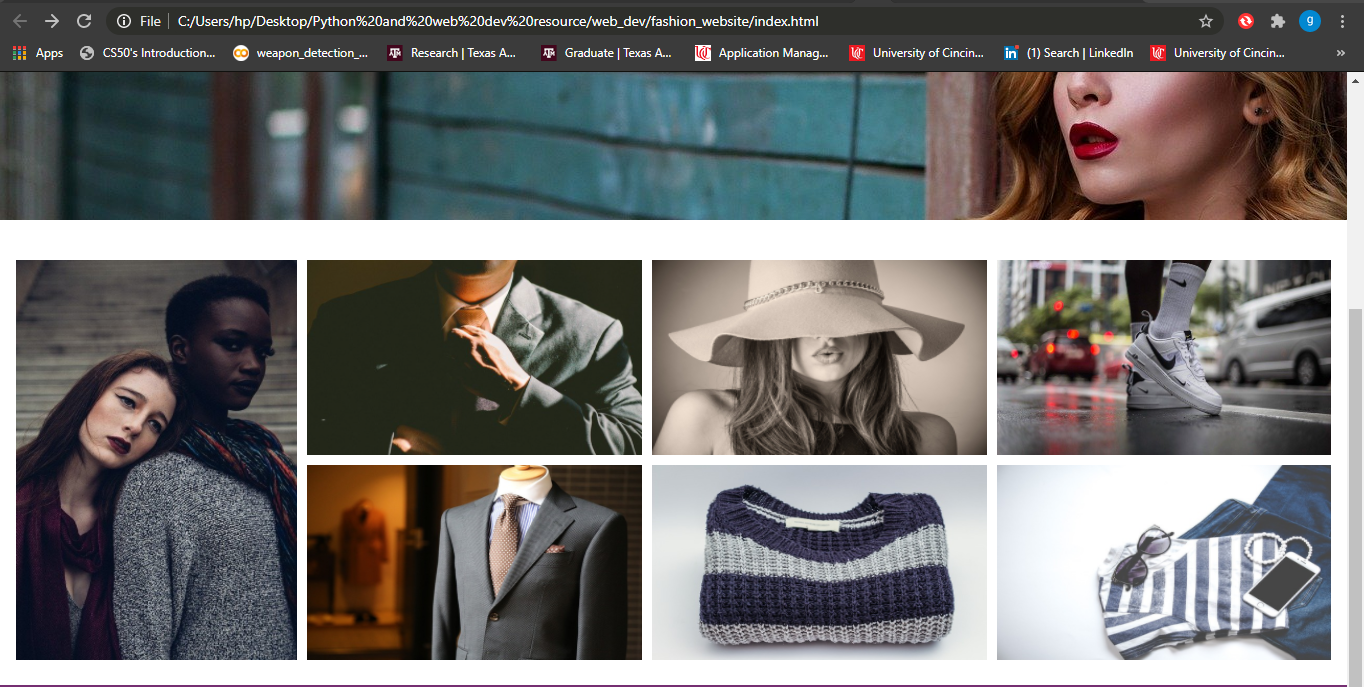 File C:/Users/hp/Desktop/Python%20and%20web%20dev%20resource/web_dev/fashion_website/index.html g
Apps CS50's Introduction... weapon_detection_... Research | Texas A... Graduate | Texas A... Application Manag... University of Cincin... (1) Search | LinkedIn University of Cincin... »